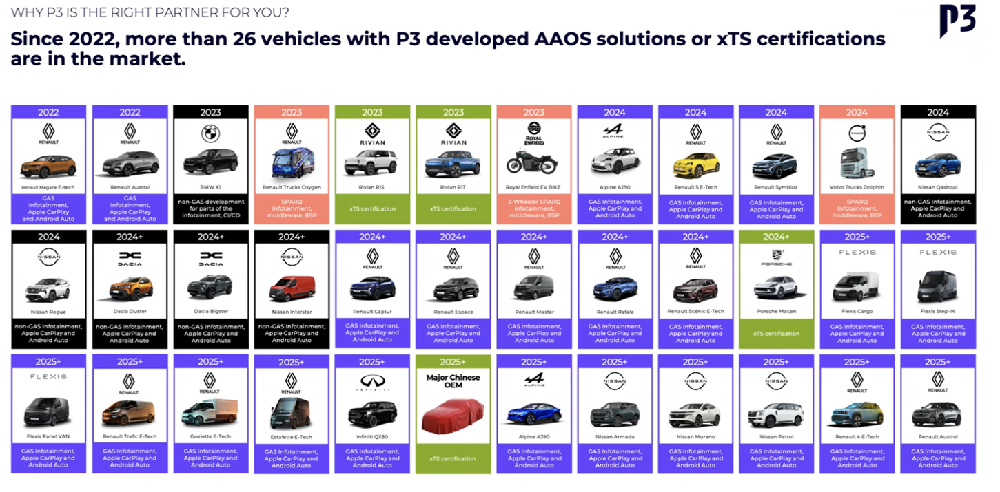 WHY P3 IS THE RIGHT PARTNER FOR YOU?
P3
Since 2022, more than 26 vehicles with P3 developed AAOS solutions or xTS certifications
are in the market.
2022
RENAULT
Renault Megane E-tech
GAS
Infotainment,
Apple CarPlay
and Android Auto
2022
RENAULT
Renault Austral
GAS
Infotainment,
Apple CarPlay
and Android Auto
2023
BMW
BMW X1
non-GAS development
for parts of the
infotainment, CI/CD
2023
RENAULT
Renault Trucks Oxygen
SPARQ
Infotainment,
middleware, BSP
2023
RIVIAN
Rivian R1S
xTS certification
2023
RIVIAN
Rivian R1T
xTS certification
2023
ROYAL
ENFIELD
Royal Enfield EV BIKE
2-Wheeler SPARQ
Infotainment,
middleware, BSP
2024
ALPINE
Alpine A290
GAS Infotainment,
Apple CarPlay and
Android Auto
2024
RENAULT
Renault 5 E-Tech
GAS Infotainment,
Apple CarPlay and
Android Auto
2024
RENAULT
Renault Symbioz
GAS Infotainment,
Apple CarPlay and
Android Auto
2024
VOLVO
Volvo Trucks Dolphin
SPARQ
Infotainment,
middleware, BSP
2024
NISSAN
Nissan Qashqai
non-GAS Infotainment,
Apple CarPlay and
Android Auto
2024
NISSAN
Nissan Rogue
non-GAS Infotainment,
Apple CarPlay and
Android Auto
2024+
DACIA
Dacia Duster
non-GAS Infotainment,
Apple CarPlay and
Android Auto
2024+
DACIA
Dacia Bigster
non-GAS Infotainment,
Apple CarPlay and
Android Auto
2024+
NISSAN
Nissan Interstar
non-GAS Infotainment,
Apple CarPlay and
Android Auto
2024+
RENAULT
Renault Captur
GAS Infotainment,
Apple CarPlay and
Android Auto
2024+
RENAULT
Renault Espace
GAS Infotainment,
Apple CarPlay and
Android Auto
2024+
RENAULT
Renault Master
GAS Infotainment,
Apple CarPlay and
Android Auto
2024+
RENAULT
Renault Rafale
GAS Infotainment,
Apple CarPlay and
Android Auto
2024+
RENAULT
Renault Scénic E-Tech
GAS Infotainment,
Apple CarPlay and
Android Auto
2024+
PORSCHE
Porsche Macan
xTS certification
2025+
FLEXIS
Flexis Cargo
GAS Infotainment,
Apple CarPlay and
Android Auto
2025+
FLEXIS
Flexis Step-IN
GAS Infotainment,
Apple CarPlay and
Android Auto
2025+
FLEXIS
Flexis Panel VAN
GAS Infotainment,
Apple CarPlay and
Android Auto
2025+
RENAULT
Renault Trafic E-Tech
GAS Infotainment,
Apple CarPlay and
Android Auto
2025+
RENAULT
Goelette E-Tech
GAS Infotainment,
Apple CarPlay and
Android Auto
2025+
RENAULT
Estafette E-Tech
GAS Infotainment,
Apple CarPlay and
Android Auto
2025+
INFINITI
Infiniti QX80
GAS Infotainment,
Apple CarPlay and
Android Auto
2025+
Major Chinese
OEM
xTS certification
2025+
ALPINE
Alpine A390
GAS Infotainment,
Apple CarPlay and
Android Auto
2025+
NISSAN
Nissan Armada
GAS Infotainment,
Apple CarPlay and
Android Auto
2025+
NISSAN
Nissan Murano
GAS Infotainment,
Apple CarPlay and
Android Auto
2025+
NISSAN
Nissan Patrol
GAS Infotainment,
Apple CarPlay and
Android Auto
2025+
RENAULT
Renault 4 E-Tech
GAS Infotainment,
Apple CarPlay and
Android Auto
2025+
RENAULT
Renault Austral
GAS Infotainment,
Apple CarPlay and
Android Auto